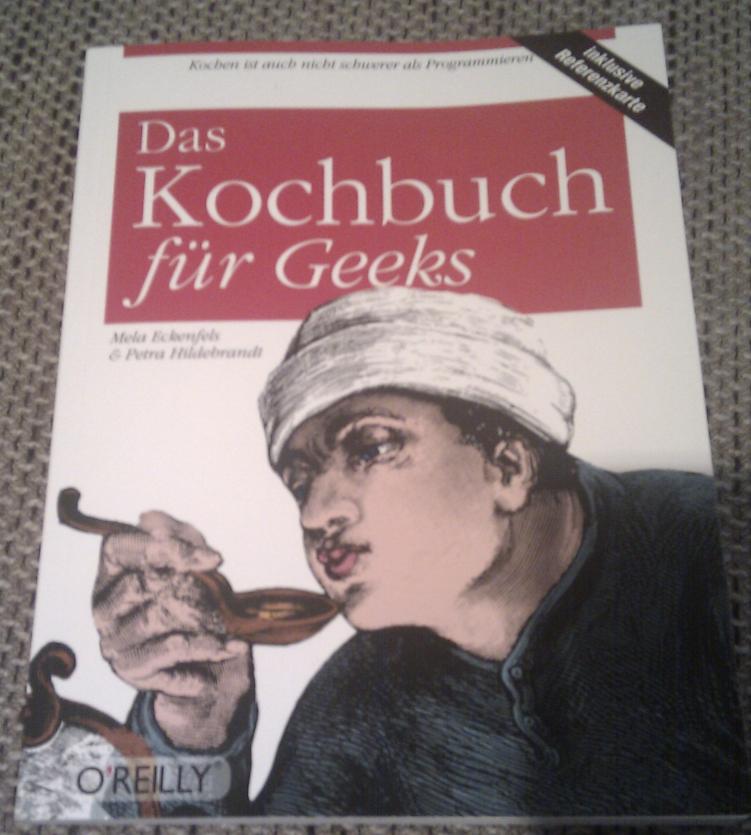 Kochen ist auch nicht schwerer als Programmieren
inklusive
Referenzkarte
Das
Kochbuch
für Geeks
Mela Eckenfels
& Petra Hildebrandt
O'REILLY®